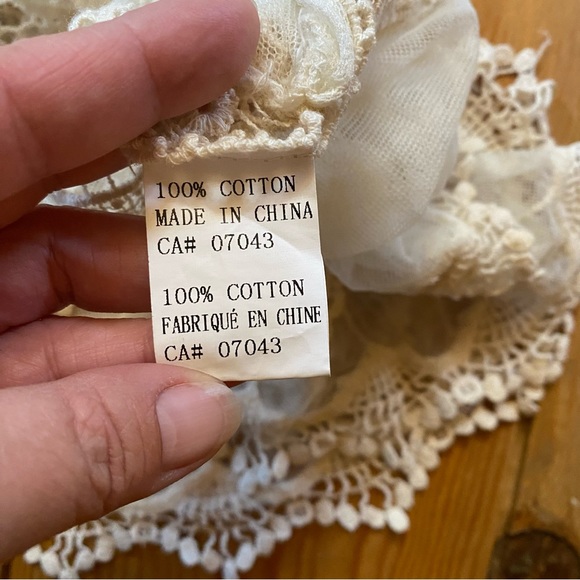 100% COTTON
MADE IN CHINA
CA# 07043
100% COTTON
FABRIQUÉ EN CHINE
CA# 07043